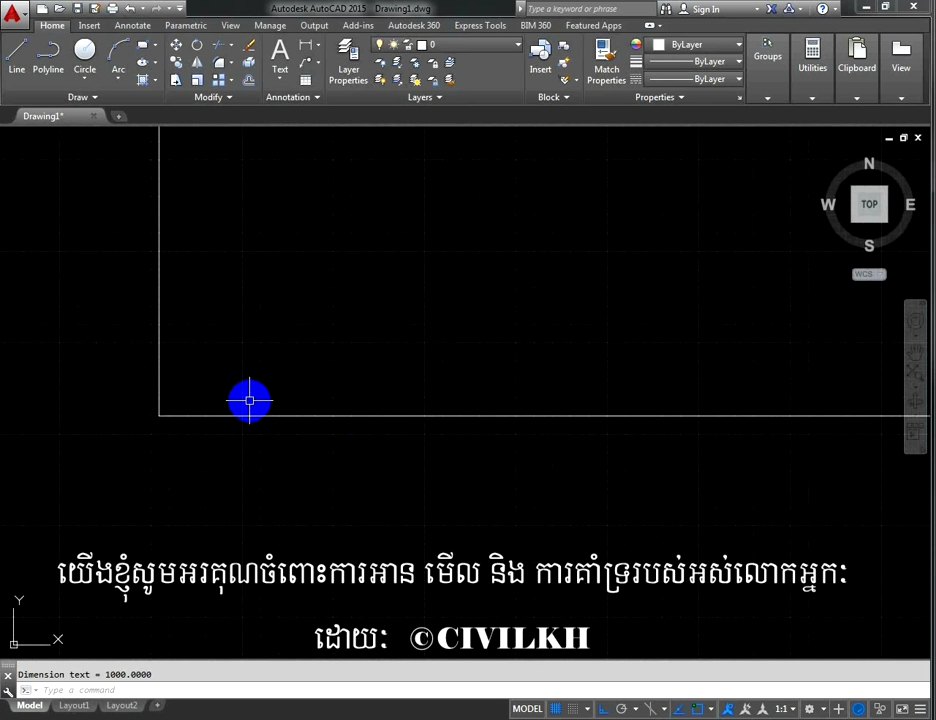 Autodesk AutoCAD 2015 Drawing1.dwg
Type a keyword or phrase
Sign In
Home Insert Annotate Parametric View Manage Output Add-ins Autodesk 360 Express Tools BIM 360 Featured Apps
Line Polyline Circle Arc Text Layer Properties 0 Insert Match Properties ByLayer ByLayer ByLayer Groups Utilities Clipboard View
Draw Modify Annotation Layers Block Properties
Drawing1*
N
W TOP E
S
WCS
យើងខ្ញុំសូមអរគុណចំពោះការអាន មើល និង ការគាំទ្ររបស់អស់លោកអ្នកៈ
ដោយៈ ©CIVILKH
Y
X
Dimension text = 1000.0000
Type a command
Model Layout1 Layout2 +
MODEL 1:1